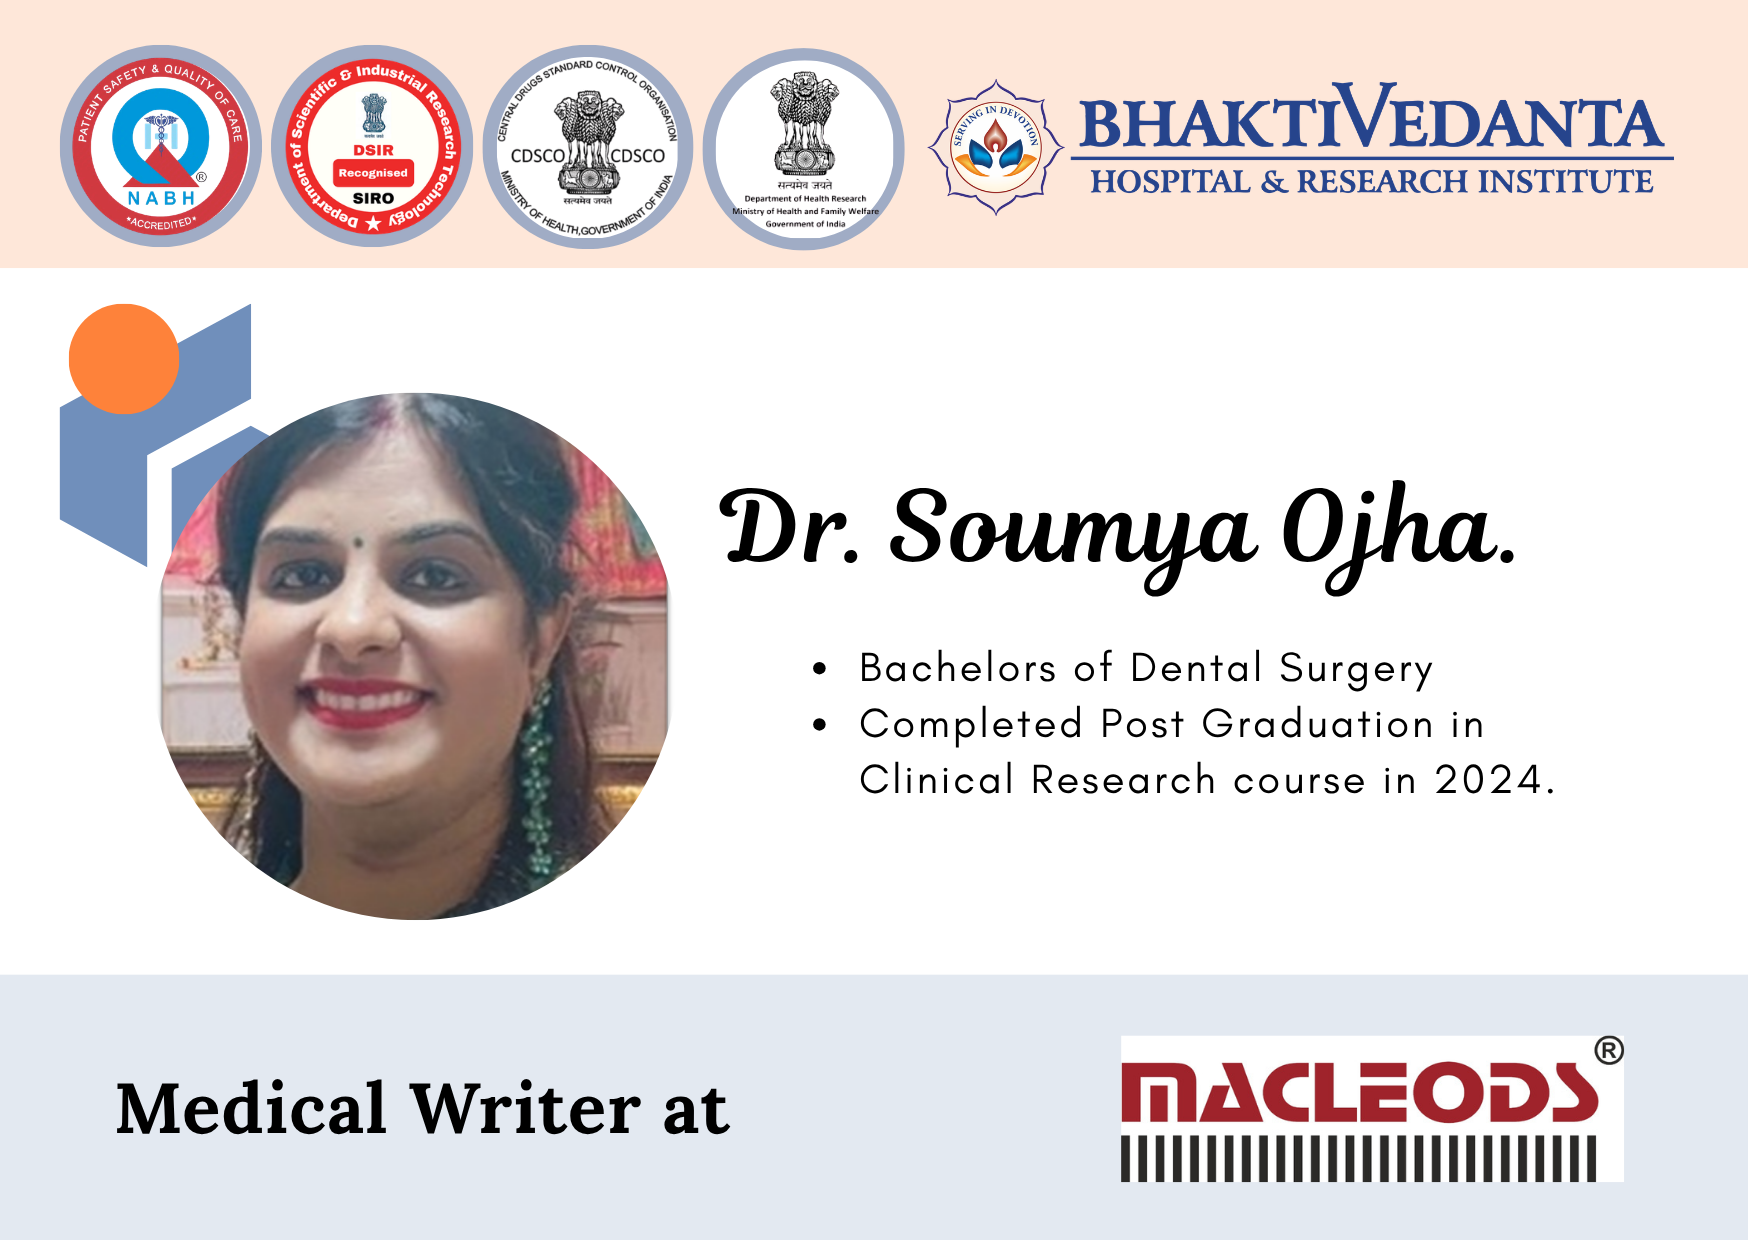 PATIENT SAFETY & QUALITY OF CARE
®
NABH
*ACCREDITED*
Department of Scientific & Industrial Research Technology
DSIR
Recognised
SIRO
CENTRAL DRUGS STANDARD CONTROL ORGANISATION
CDSCO CDSCO
सत्यमेव जयते
MINISTRY OF HEALTH,GOVERNMENT OF INDIA
सत्यमेव जयते
Department of Health Research
Ministry of Health and Family Welfare
Government of India
SERVING IN DEVOTION
BHAKTIVEDANTA
HOSPITAL & RESEARCH INSTITUTE
Dr. Soumya Ojha.
• Bachelors of Dental Surgery
• Completed Post Graduation in
Clinical Research course in 2024.
Medical Writer at
MACLEODS®